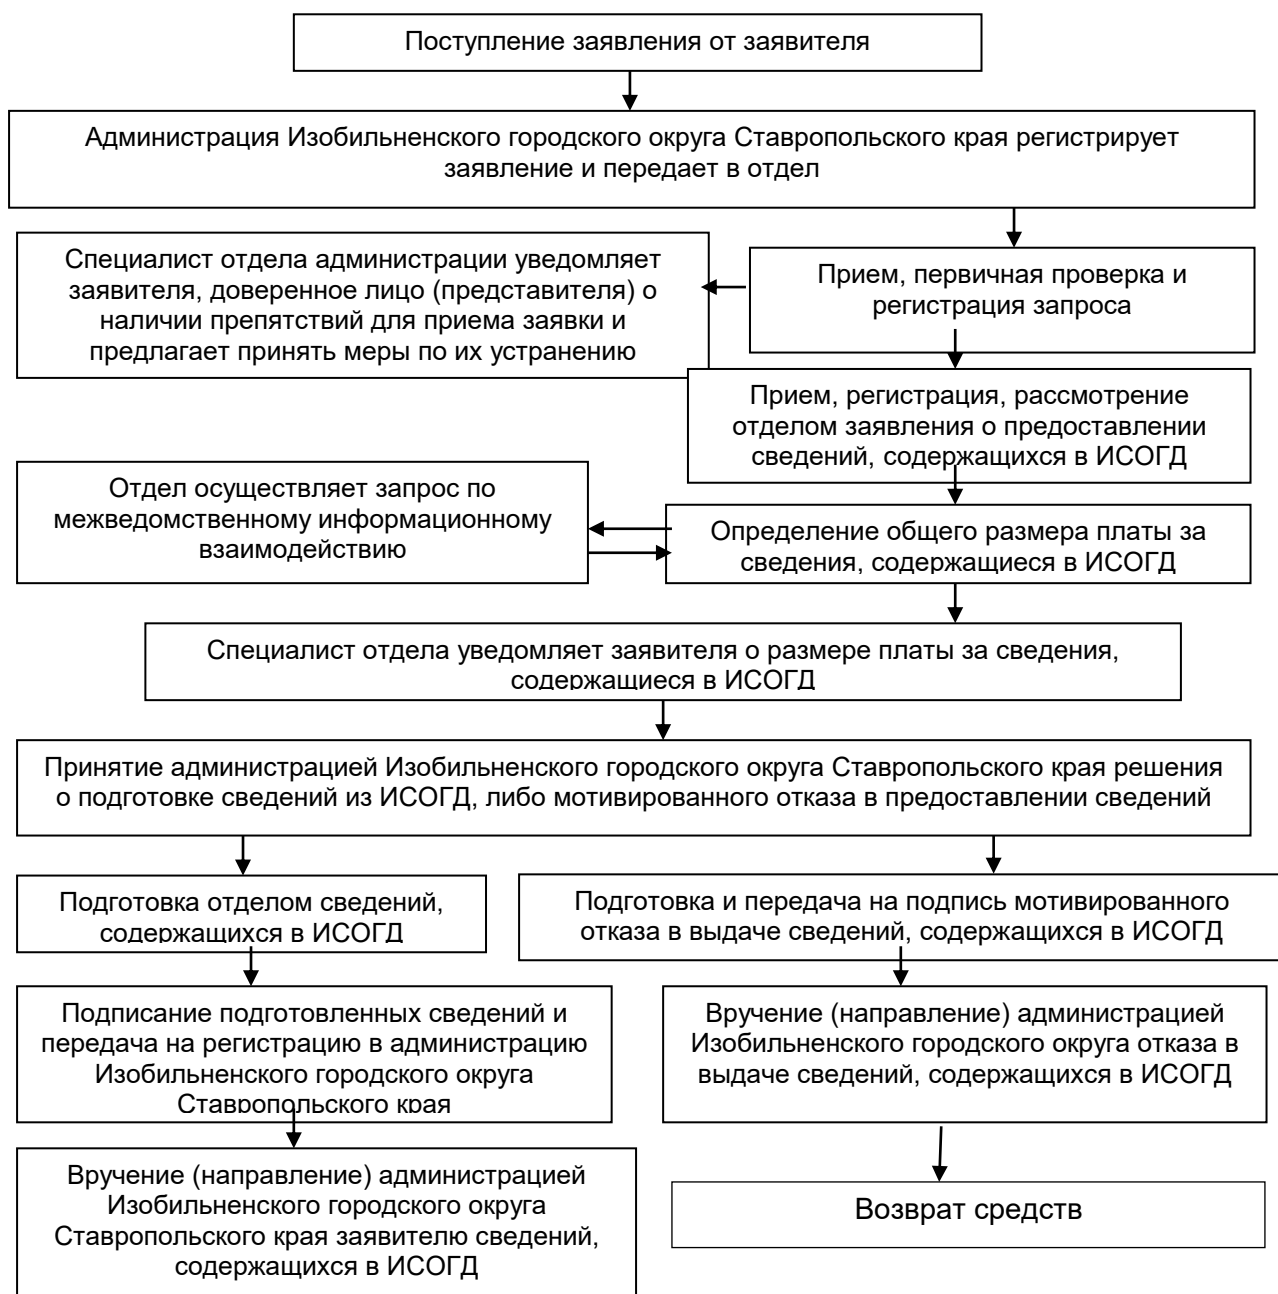 Поступление заявления от заявителя
Администрация Изобильненского городского округа Ставропольского края регистрирует
заявление и передает в отдел
Специалист отдела администрации уведомляет
заявителя, доверенное лицо (представителя) о
наличии препятствий для приема заявки и
предлагает принять меры по их устранению
Прием, первичная проверка и
регистрация запроса
Прием, регистрация, рассмотрение
отделом заявления о предоставлении
сведений, содержащихся в ИСОГД
Отдел осуществляет запрос по
межведомственному информационному
взаимодействию
Определение общего размера платы за
сведения, содержащиеся в ИСОГД
Специалист отдела уведомляет заявителя о размере платы за сведения,
содержащиеся в ИСОГД
Принятие администрацией Изобильненского городского округа Ставропольского края решения
о подготовке сведений из ИСОГД, либо мотивированного отказа в предоставлении сведений
Подготовка отделом сведений,
содержащихся в ИСОГД
Подготовка и передача на подпись мотивированного
отказа в выдаче сведений, содержащихся в ИСОГД
Подписание подготовленных сведений и
передача на регистрацию в администрацию
Изобильненского городского округа
Ставропольского края
Вручение (направление) администрацией
Изобильненского городского округа отказа в
выдаче сведений, содержащихся в ИСОГД
Вручение (направление) администрацией
Изобильненского городского округа
Ставропольского края заявителю сведений,
содержащихся в ИСОГД
Возврат средств